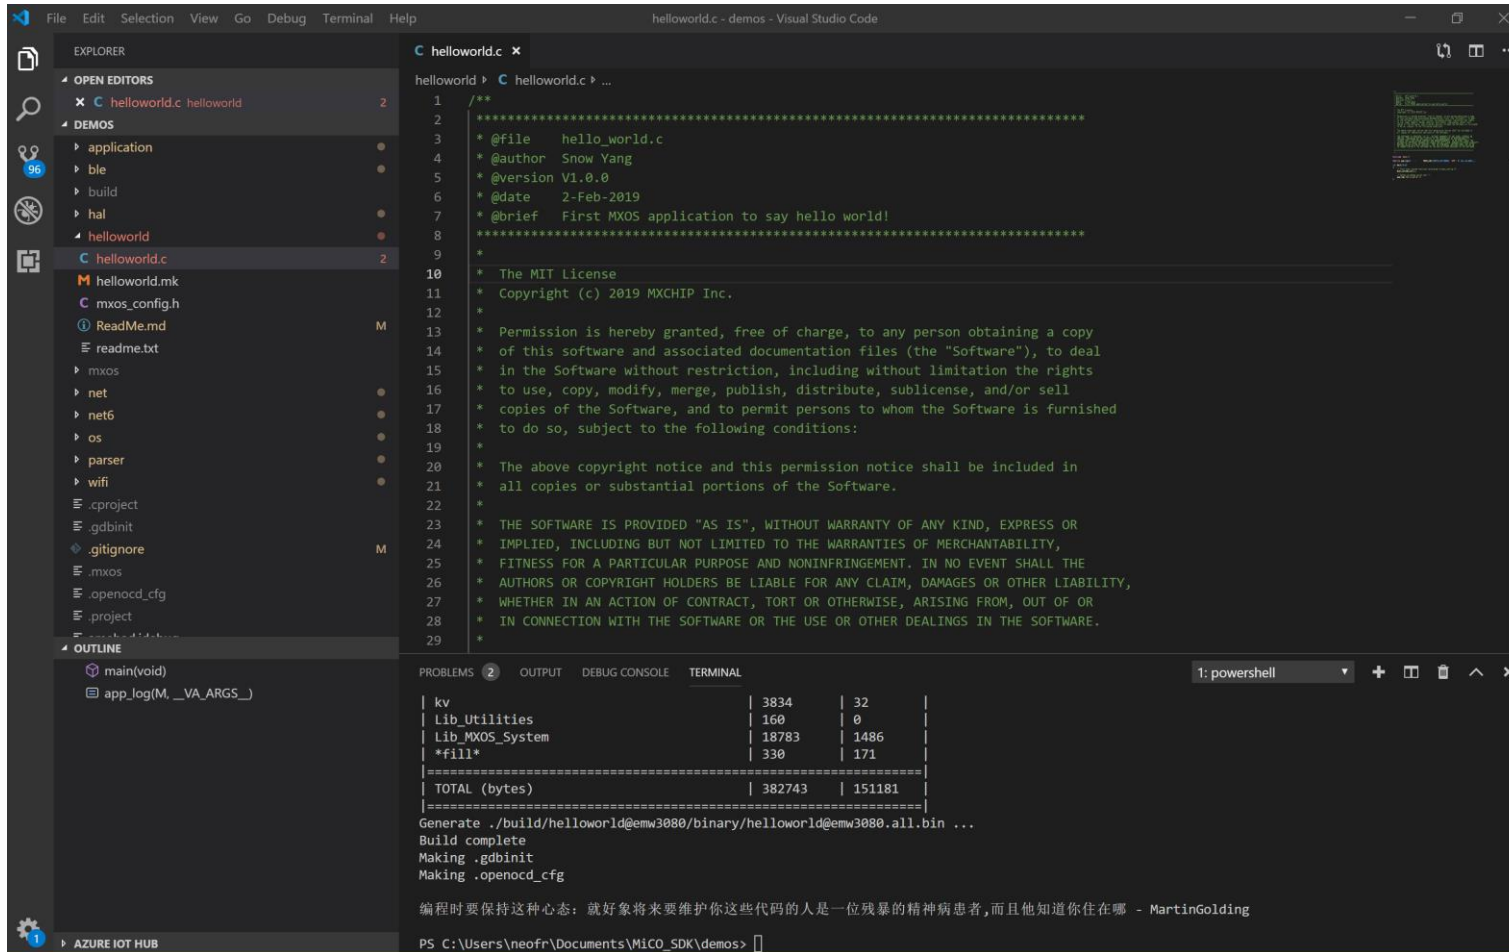 File Edit Selection View Go Debug Terminal Help
helloworld.c - demos - Visual Studio Code
EXPLORER
OPEN EDITORS
C helloworld.c helloworld 2
DEMOS
application
ble
build
hal
helloworld
C helloworld.c 2
M helloworld.mk
C mxos_config.h
ReadMe.md M
readme.txt
mxos
net
net6
os
parser
wifi
.cproject
.gdbinit
.gitignore M
.mxos
.openocd_cfg
.project
OUTLINE
main(void)
app_log(M, __VA_ARGS__)
AZURE IOT HUB
96
1
C helloworld.c
helloworld C helloworld.c ...
1 /**
2 ******************************************************************************
3 * @file hello_world.c
4 * @author Snow Yang
5 * @version V1.0.0
6 * @date 2-Feb-2019
7 * @brief First MXOS application to say hello world!
8 ******************************************************************************
9 *
10 * The MIT License
11 * Copyright (c) 2019 MXCHIP Inc.
12 *
13 * Permission is hereby granted, free of charge, to any person obtaining a copy
14 * of this software and associated documentation files (the "Software"), to deal
15 * in the Software without restriction, including without limitation the rights
16 * to use, copy, modify, merge, publish, distribute, sublicense, and/or sell
17 * copies of the Software, and to permit persons to whom the Software is furnished
18 * to do so, subject to the following conditions:
19 *
20 * The above copyright notice and this permission notice shall be included in
21 * all copies or substantial portions of the Software.
22 *
23 * THE SOFTWARE IS PROVIDED "AS IS", WITHOUT WARRANTY OF ANY KIND, EXPRESS OR
24 * IMPLIED, INCLUDING BUT NOT LIMITED TO THE WARRANTIES OF MERCHANTABILITY,
25 * FITNESS FOR A PARTICULAR PURPOSE AND NONINFRINGEMENT. IN NO EVENT SHALL THE
26 * AUTHORS OR COPYRIGHT HOLDERS BE LIABLE FOR ANY CLAIM, DAMAGES OR OTHER LIABILITY,
27 * WHETHER IN AN ACTION OF CONTRACT, TORT OR OTHERWISE, ARISING FROM, OUT OF OR
28 * IN CONNECTION WITH THE SOFTWARE OR THE USE OR OTHER DEALINGS IN THE SOFTWARE.
29 *
PROBLEMS 2 OUTPUT DEBUG CONSOLE TERMINAL 1: powershell
| kv | 3834 | 32 |
| Lib_Utilities | 160 | 0 |
| Lib_MXOS_System | 18783 | 1486 |
| *fill* | 330 | 171 |
|=================================================================|
| TOTAL (bytes) | 382743 | 151181 |
|=================================================================|
Generate ./build/helloworld@emw3080/binary/helloworld@emw3080.all.bin ...
Build complete
Making .gdbinit
Making .openocd_cfg
编程时要保持这种心态：就好象将来要维护你这些代码的人是一位残暴的精神病患者,而且他知道你住在哪 - MartinGolding
PS C:\Users\neofr\Documents\MiCO_SDK\demos>